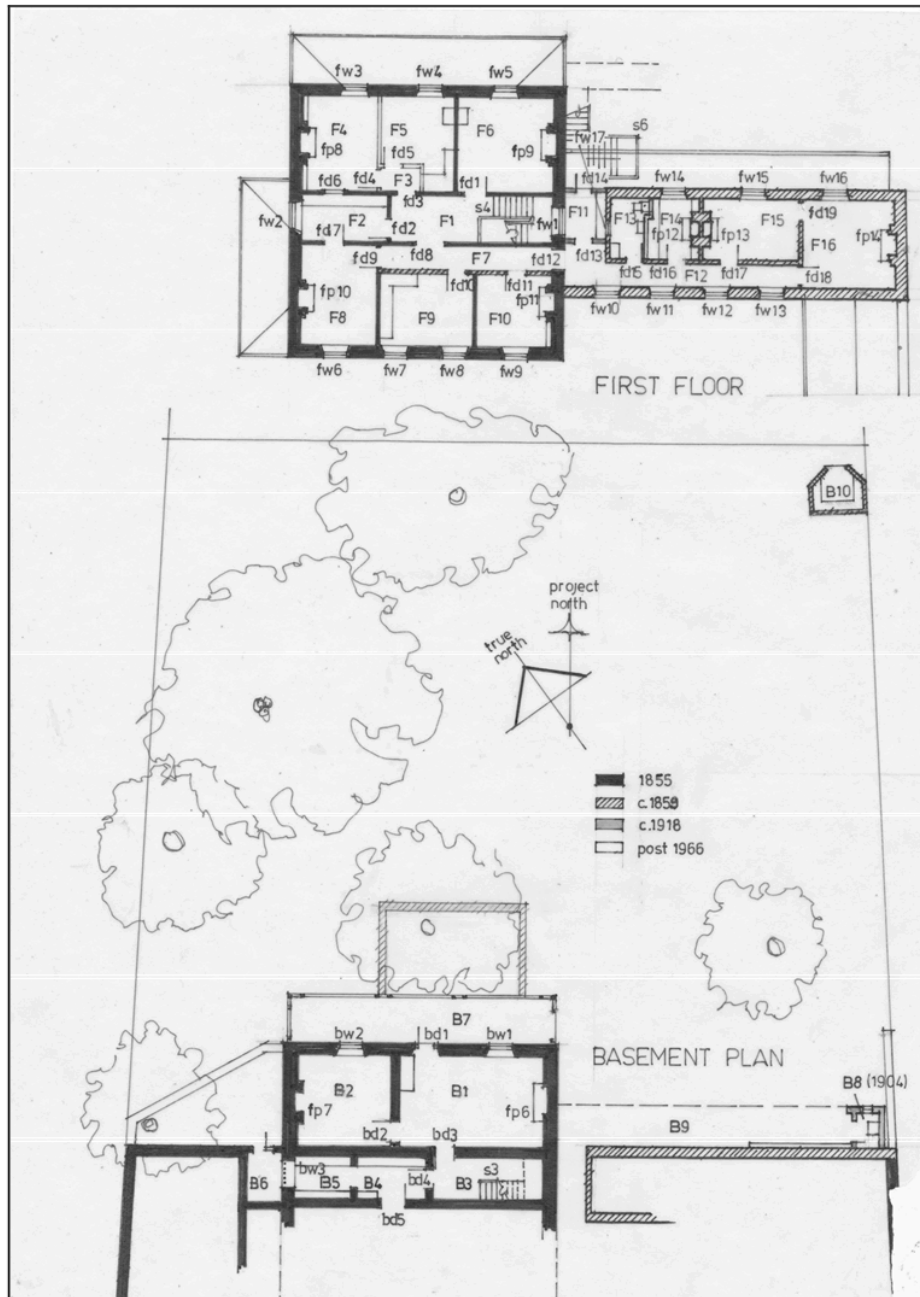 fw3 fw4 fw5
s6
F4 F5 F6
fw17
fp8 fd5 fp9
fd4 fd1 fd14 fw14 fw15 fw16
fd6 F3
fd3
fw2 F2 F1 s4 fw1 F11 F13 F14 F15 fd19
fd7 fd2 fp12 fp13 F16 fp14
fd8 F7 fd12 fd13
fd9 fd10 fd11 fd15 fd16 F12 fd17 fd18
fp10 fp11
F8 F9 F10 fw10 fw11 fw12 fw13
fw6 fw7 fw8 fw9
FIRST FLOOR
B10
project
north
true
north
1855
c.1859
c.1918
post 1966
B7
bw2 bd1 bw1
BASEMENT PLAN
B2 B1 B8 (1904)
fp7 fp6
bd2 bd3 B9
bw3 s3
B6 B5 B4 bd4 B3
bd5